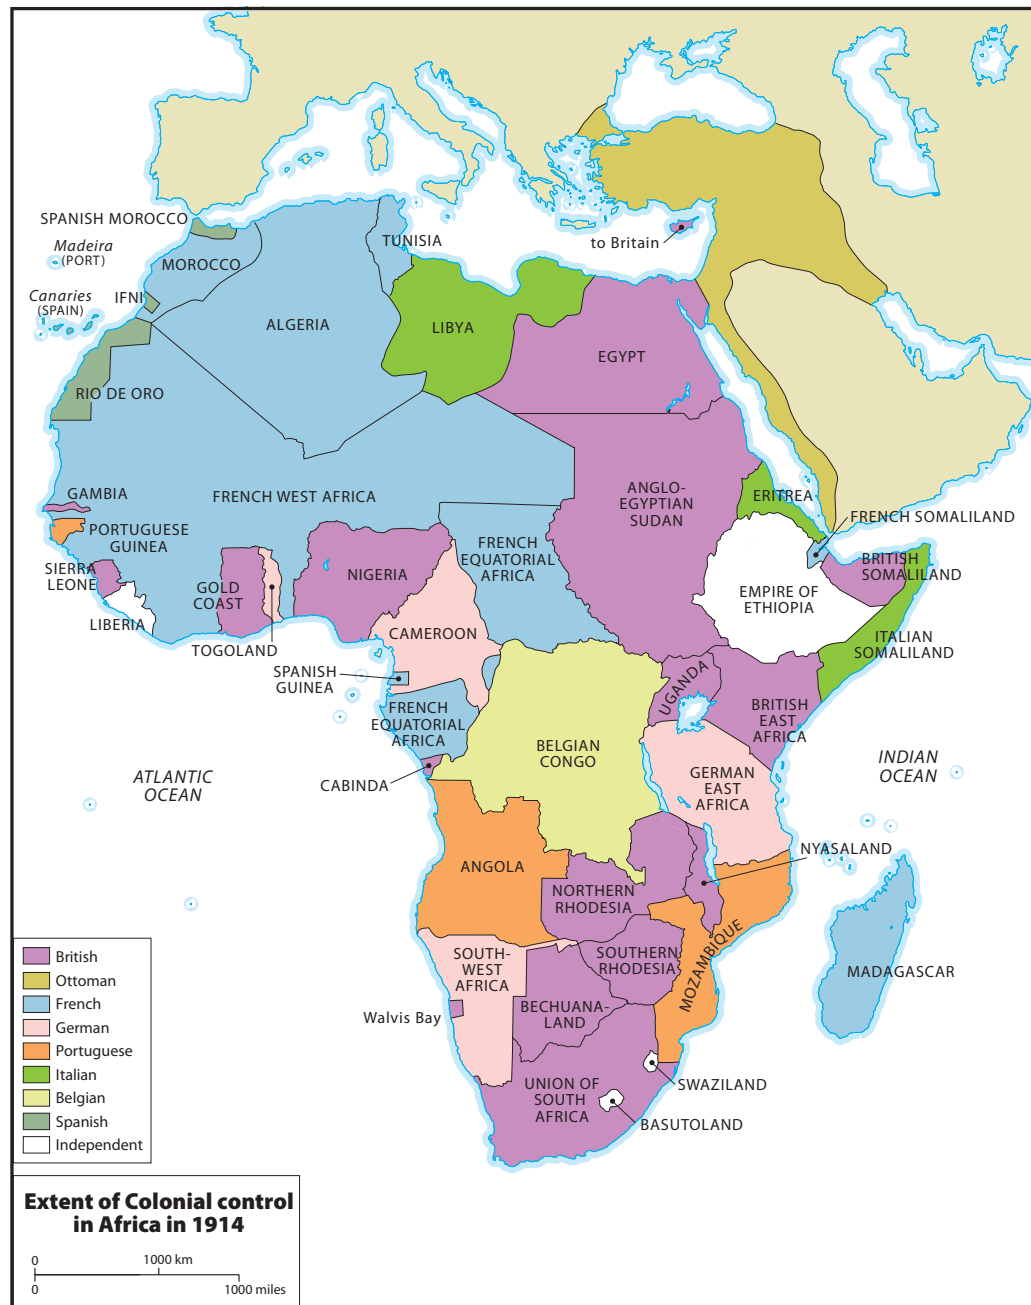 SPANISH MOROCCO
Madeira
(PORT)
MOROCCO
TUNISIA
to Britain
Canaries
(SPAIN)
IFNI
ALGERIA
LIBYA
EGYPT
RIO DE ORO
GAMBIA
FRENCH WEST AFRICA
ANGLO-
EGYPTIAN
SUDAN
ERITREA
FRENCH SOMALILAND
PORTUGUESE
GUINEA
FRENCH
EQUATORIAL
AFRICA
SIERRA
LEONE
GOLD
COAST
NIGERIA
BRITISH
SOMALILAND
EMPIRE OF
ETHIOPIA
LIBERIA
TOGOLAND
CAMEROON
ITALIAN
SOMALILAND
SPANISH
GUINEA
UGANDA
FRENCH
EQUATORIAL
AFRICA
BRITISH
EAST
AFRICA
BELGIAN
CONGO
CABINDA
GERMAN
EAST
AFRICA
ATLANTIC
OCEAN
INDIAN
OCEAN
NYASALAND
ANGOLA
NORTHERN
RHODESIA
SOUTH-
WEST
AFRICA
SOUTHERN
RHODESIA
MOZAMBIQUE
MADAGASCAR
Walvis Bay
BECHUANA-
LAND
SWAZILAND
UNION OF
SOUTH
AFRICA
BASUTOLAND
British
Ottoman
French
German
Portuguese
Italian
Belgian
Spanish
Independent
Extent of Colonial control
in Africa in 1914
0 1000 km
0 1000 miles